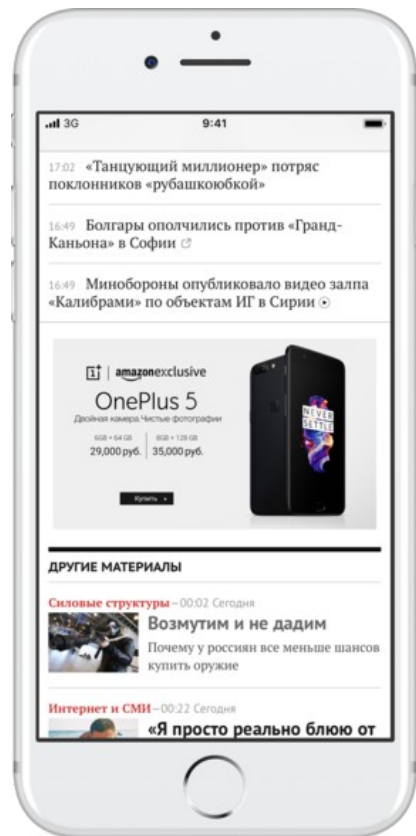 3G 9:41
17:02 «Танцующий миллионер» потряс
поклонников «рубашкоюбкой»
16:49 Болгары ополчились против «Гранд-
Каньона» в Софии
16:49 Минобороны опубликовало видео залпа
«Калибрами» по объектам ИГ в Сирии
1+ | amazonexclusive
OnePlus 5
Двойная камера.Чистые фотографии
6GB + 64 GB 8GB + 128 GB
29,000 руб. 35,000 руб.
Купить
NEVER
SETTLE
ДРУГИЕ МАТЕРИАЛЫ
Силовые структуры—00:02 Сегодня
Возмутим и не дадим
Почему у россиян все меньше шансов
купить оружие
Интернет и СМИ—00:22 Сегодня
«Я просто реально блюю от